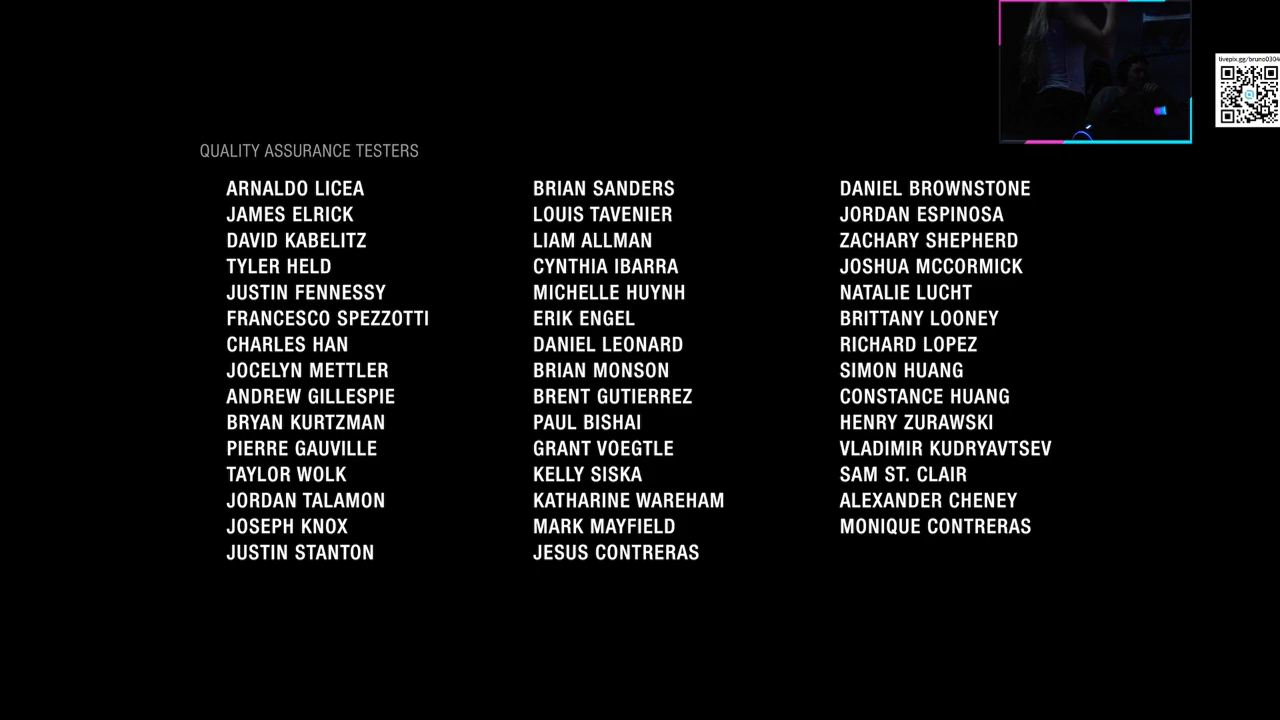 livepix.gg/bruno0304
QUALITY ASSURANCE TESTERS
ARNALDO LICEA
JAMES ELRICK
DAVID KABELITZ
TYLER HELD
JUSTIN FENNESSY
FRANCESCO SPEZZOTTI
CHARLES HAN
JOCELYN METTLER
ANDREW GILLESPIE
BRYAN KURTZMAN
PIERRE GAUVILLE
TAYLOR WOLK
JORDAN TALAMON
JOSEPH KNOX
JUSTIN STANTON
BRIAN SANDERS
LOUIS TAVENIER
LIAM ALLMAN
CYNTHIA IBARRA
MICHELLE HUYNH
ERIK ENGEL
DANIEL LEONARD
BRIAN MONSON
BRENT GUTIERREZ
PAUL BISHAI
GRANT VOEGTLE
KELLY SISKA
KATHARINE WAREHAM
MARK MAYFIELD
JESUS CONTRERAS
DANIEL BROWNSTONE
JORDAN ESPINOSA
ZACHARY SHEPHERD
JOSHUA MCCORMICK
NATALIE LUCHT
BRITTANY LOONEY
RICHARD LOPEZ
SIMON HUANG
CONSTANCE HUANG
HENRY ZURAWSKI
VLADIMIR KUDRYAVTSEV
SAM ST. CLAIR
ALEXANDER CHENEY
MONIQUE CONTRERAS